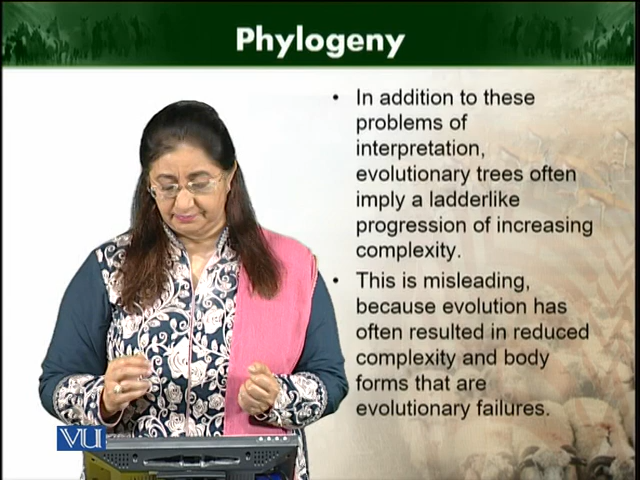 Phylogeny
• In addition to these
problems of
interpretation,
evolutionary trees often
imply a ladderlike
progression of increasing
complexity.
• This is misleading,
because evolution has
often resulted in reduced
complexity and body
forms that are
evolutionary failures.
VU